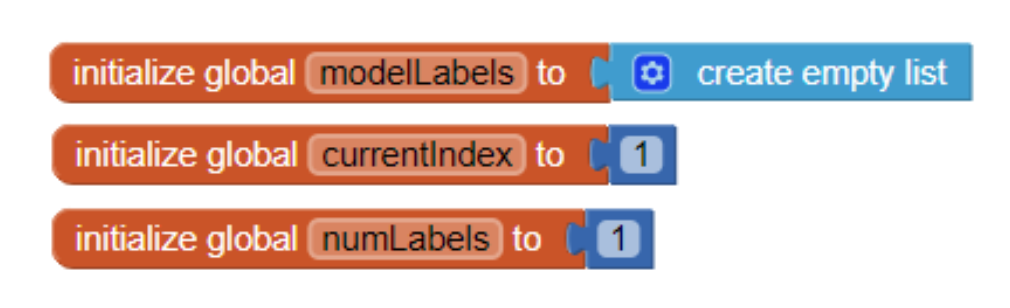 initialize global modelLabels to create empty list
initialize global currentIndex to 1
initialize global numLabels to 1